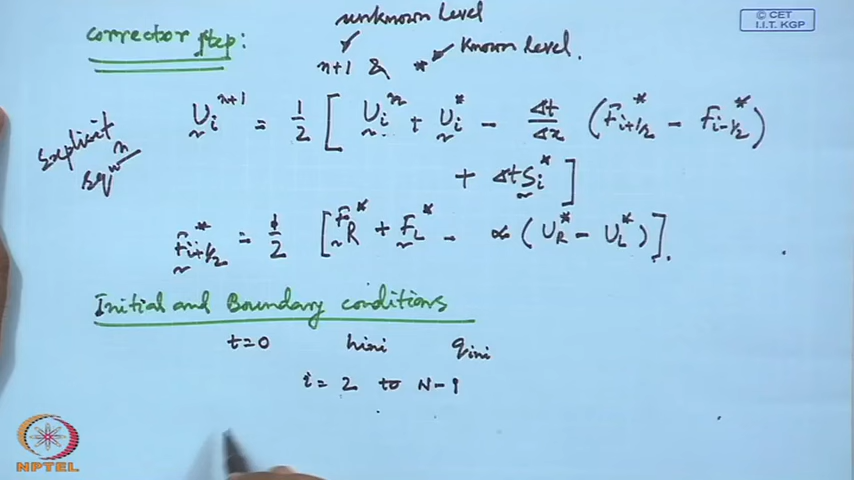 © CET
I.I.T. KGP
corrector step:
unknown level
n+1 & * Known level.
Explicit Eqn
U_i^{n+1} = 1/2 [ U_i^n + U_i^* - Δt/Δx (F_{i+1/2}^* - F_{i-1/2}^*)
+ Δt S_i^* ]
F_{i+1/2}^* = 1/2 [ F_R^* + F_L^* - α ( U_R^* - U_L^* ) ].
Initial and Boundary conditions
t=0 hini qini
i = 2 to N-1
NPTEL